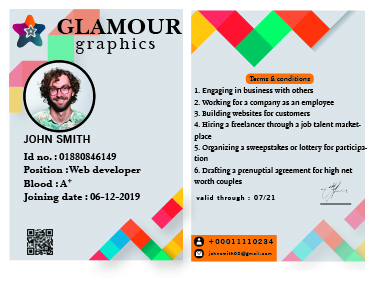 GLAMOUR
graphics
JOHN SMITH
Id no. : 01880846149
Position :Web developer
Blood : A+
Joining date : 06-12-2019
Terms & conditions
1. Engaging in business with others
2. Working for a company as an employee
3. Building websites for customers
4. Hiring a freelancer through a job talent market-
place
5. Organizing a sweepstakes or lottery for participa-
tion
6. Drafting a prenuptial agreement for high net
worth couples
valid through : 07/21
+00011110234
johnsmith02@gmail.com